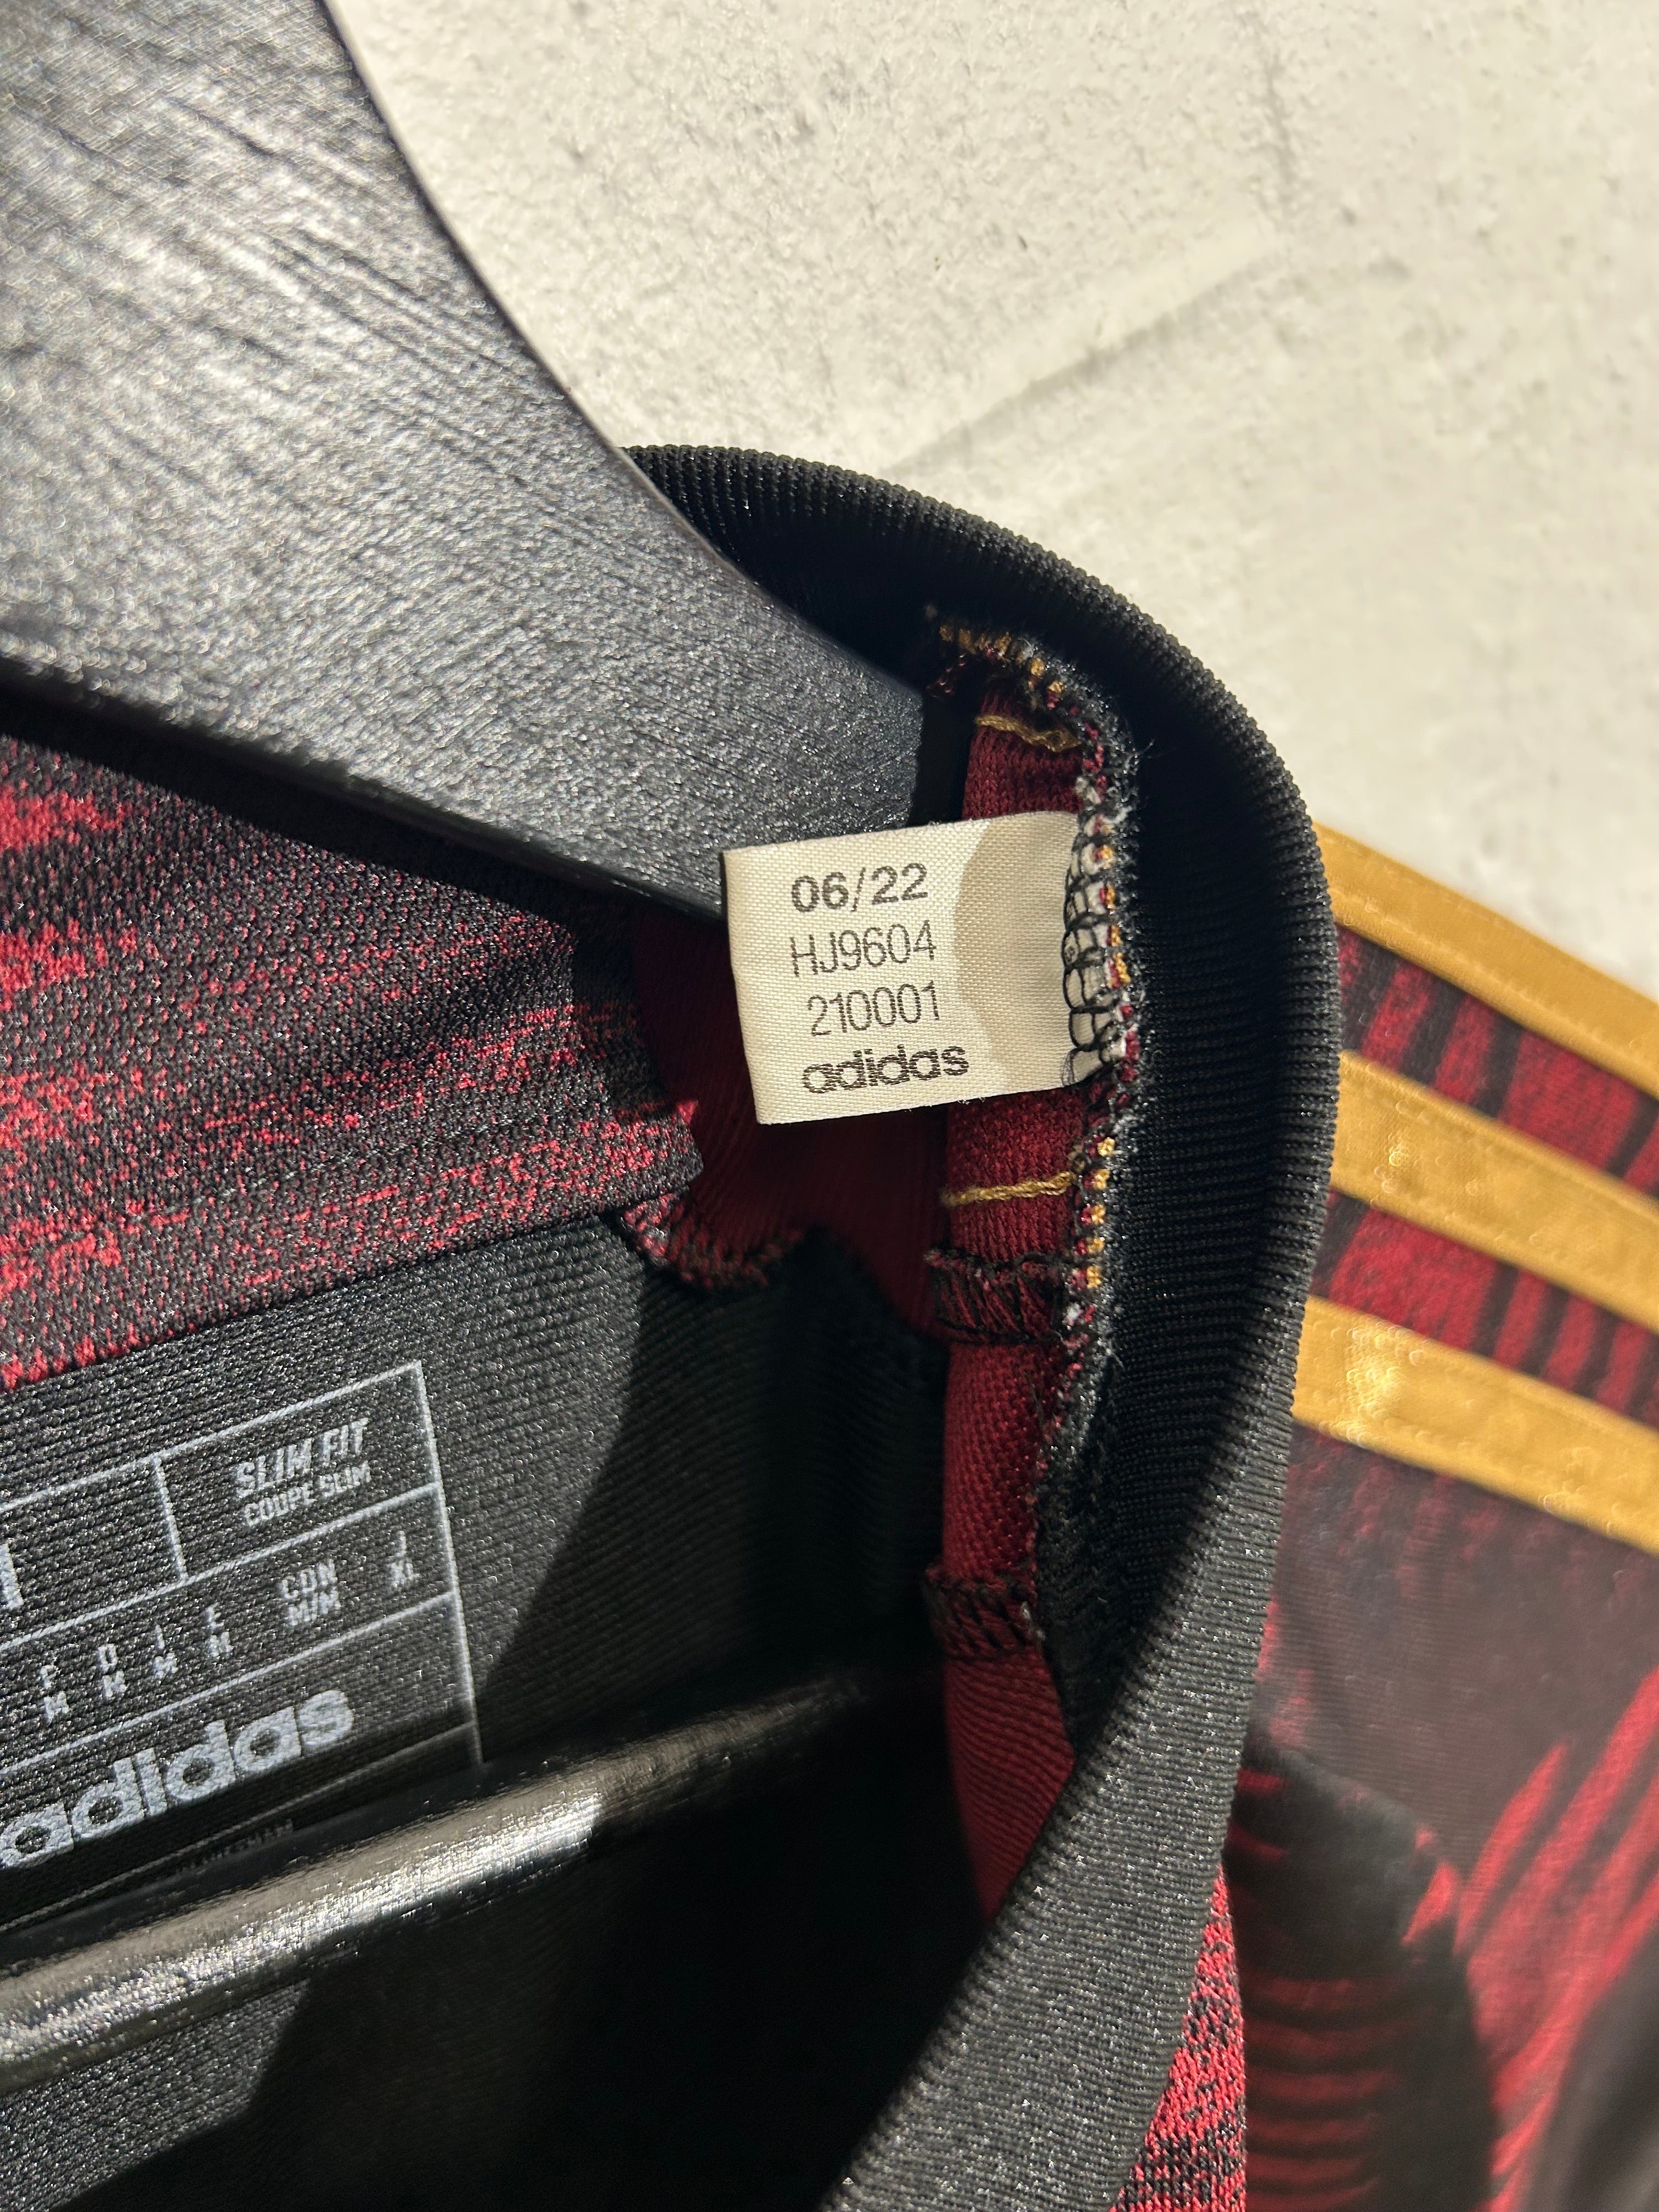 06/22
HJ9604
210001
adidas
SLIM FIT
COUPE SLIM
F D I E CDN J
M M M M M/M XL
adidas